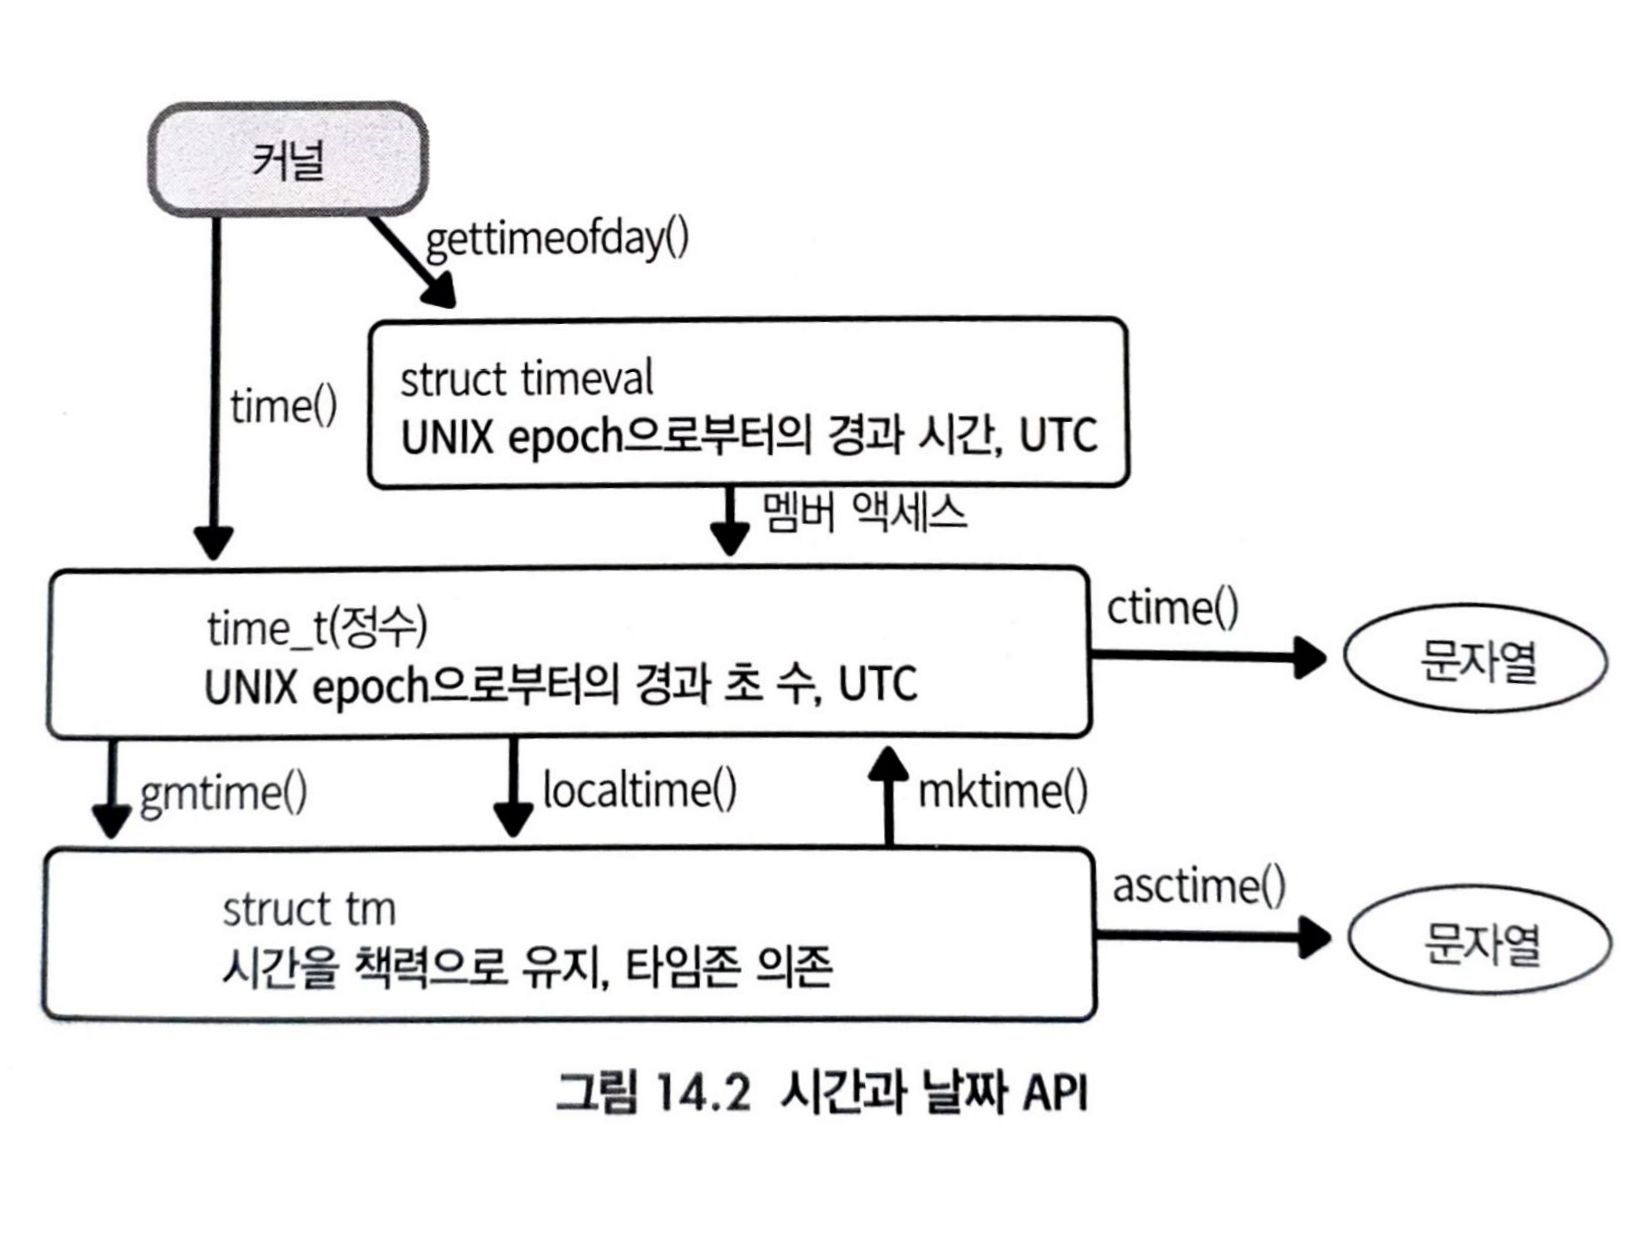 커널
gettimeofday()
time()
struct timeval
UNIX epoch으로부터의 경과 시간, UTC
멤버 액세스
time_t(정수)
UNIX epoch으로부터의 경과 초 수, UTC
ctime()
문자열
gmtime()
localtime()
mktime()
struct tm
시간을 책력으로 유지, 타임존 의존
asctime()
문자열
그림 14.2 시간과 날짜 API